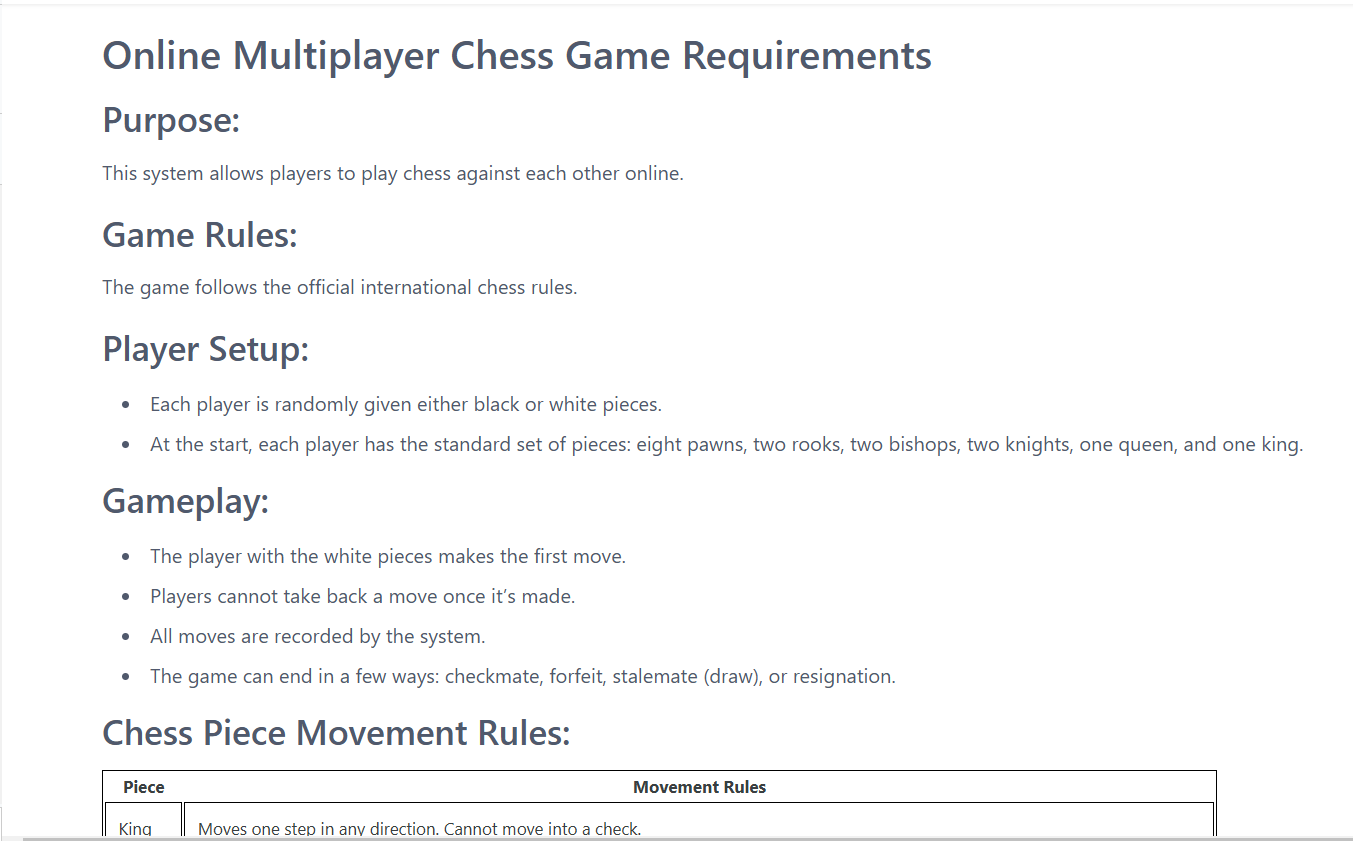 Online Multiplayer Chess Game Requirements
Purpose:
This system allows players to play chess against each other online.
Game Rules:
The game follows the official international chess rules.
Player Setup:
Each player is randomly given either black or white pieces.
At the start, each player has the standard set of pieces: eight pawns, two rooks, two bishops, two knights, one queen, and one king.
Gameplay:
The player with the white pieces makes the first move.
Players cannot take back a move once it’s made.
All moves are recorded by the system.
The game can end in a few ways: checkmate, forfeit, stalemate (draw), or resignation.
Chess Piece Movement Rules:
Piece Movement Rules
King Moves one step in any direction. Cannot move into a check.